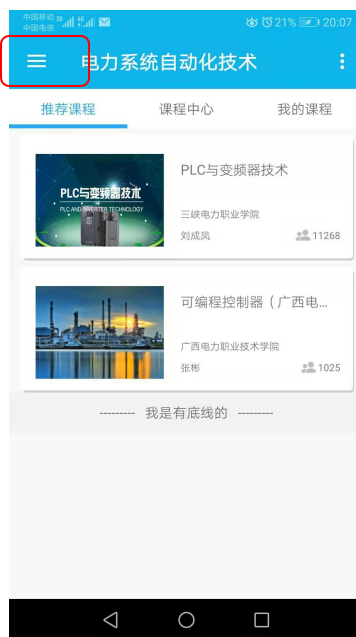 中国移动 2G 46
中国电信 21% 20:07
电力系统自动化技术
推荐课程 课程中心 我的课程
PLC与变频器技术
PLC与变频器技术
PLC AND INVERTER TECHNOLOGY
三峡电力职业学院
刘成凤 11268
可编程控制器（广西电...
广西电力职业技术学院
张彬 1025
--------- 我是有底线的 ---------